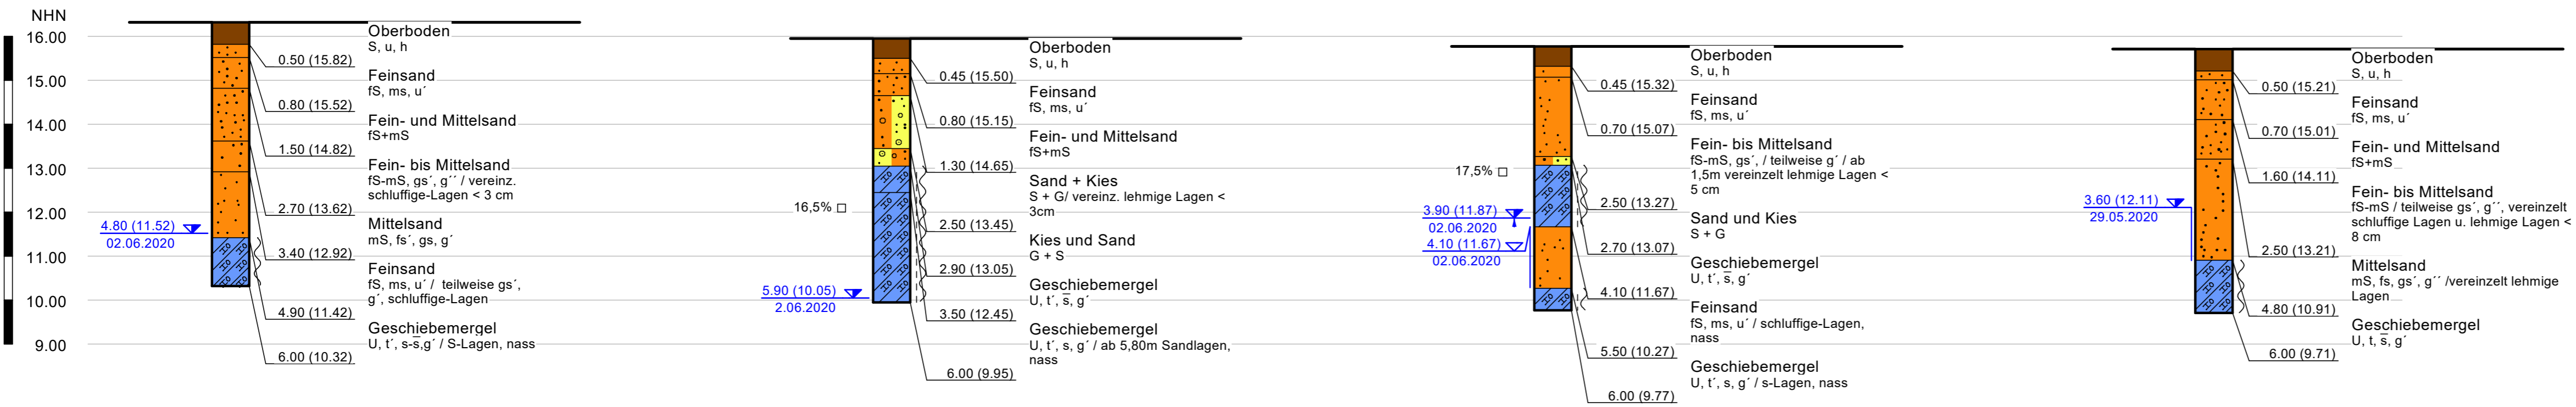 NHN
16.00
15.00
14.00
13.00
12.00
11.00
10.00
9.00
4.80 (11.52)
02.06.2020
0.50 (15.82)
0.80 (15.52)
1.50 (14.82)
2.70 (13.62)
3.40 (12.92)
4.90 (11.42)
6.00 (10.32)
Oberboden
S, u, h
Feinsand
fS, ms, u´
Fein- und Mittelsand
fS+mS
Fein- bis Mittelsand
fS-mS, gs´, g´´ / vereinz.
schluffige-Lagen < 3 cm
Mittelsand
mS, fs´, gs, g´
Feinsand
fS, ms, u´ / teilweise gs´,
g´, schluffige-Lagen
Geschiebemergel
U, t´, s-s̅,g´ / S-Lagen, nass
16,5%
5.90 (10.05)
2.06.2020
0.45 (15.50)
0.80 (15.15)
1.30 (14.65)
2.50 (13.45)
2.90 (13.05)
3.50 (12.45)
6.00 (9.95)
Oberboden
S, u, h
Feinsand
fS, ms, u´
Fein- und Mittelsand
fS+mS
Sand + Kies
S + G/ vereinz. lehmige Lagen <
3cm
Kies und Sand
G + S
Geschiebemergel
U, t´, s̅, g´
Geschiebemergel
U, t´, s, g´ / ab 5,80m Sandlagen,
nass
17,5%
3.90 (11.87)
02.06.2020
4.10 (11.67)
02.06.2020
0.45 (15.32)
0.70 (15.07)
2.50 (13.27)
2.70 (13.07)
4.10 (11.67)
5.50 (10.27)
6.00 (9.77)
Oberboden
S, u, h
Feinsand
fS, ms, u´
Fein- bis Mittelsand
fS-mS, gs´, / teilweise g´ / ab
1,5m vereinzelt lehmige Lagen <
5 cm
Sand und Kies
S + G
Geschiebemergel
U, t´, s̅, g´
Feinsand
fS, ms, u´ / schluffige-Lagen,
nass
Geschiebemergel
U, t´, s, g´ / s-Lagen, nass
3.60 (12.11)
29.05.2020
0.50 (15.21)
0.70 (15.01)
1.60 (14.11)
2.50 (13.21)
4.80 (10.91)
6.00 (9.71)
Oberboden
S, u, h
Feinsand
fS, ms, u´
Fein- und Mittelsand
fS+mS
Fein- bis Mittelsand
fS-mS / teilweise gs´, g´´, vereinzelt
schluffige Lagen u. lehmige Lagen <
8 cm
Mittelsand
mS, fs, gs´, g´´ /vereinzelt lehmige
Lagen
Geschiebemergel
U, t, s̅, g´